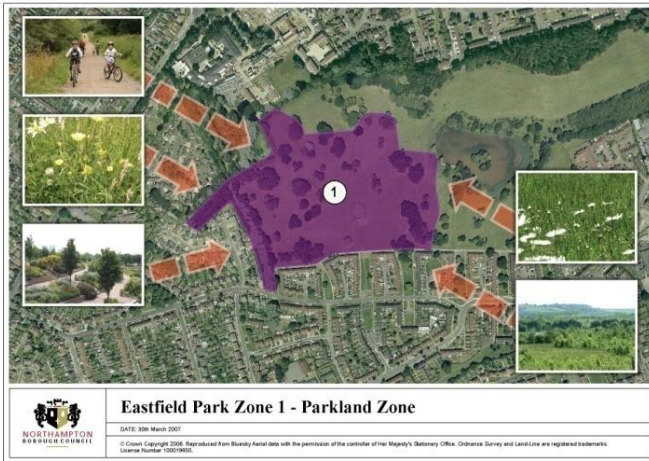 1
Eastfield Park Zone 1 - Parkland Zone
DATE: 30th March 2007
NORTHAMPTON
BOROUGH COUNCIL
© Crown Copyright 2006. Reproduced from Bluesky Aerial data with the permission of the controller of Her Majesty's Stationery Office. Ordnance Survey and Land-Line are registered trademarks.
License Number 100019655.